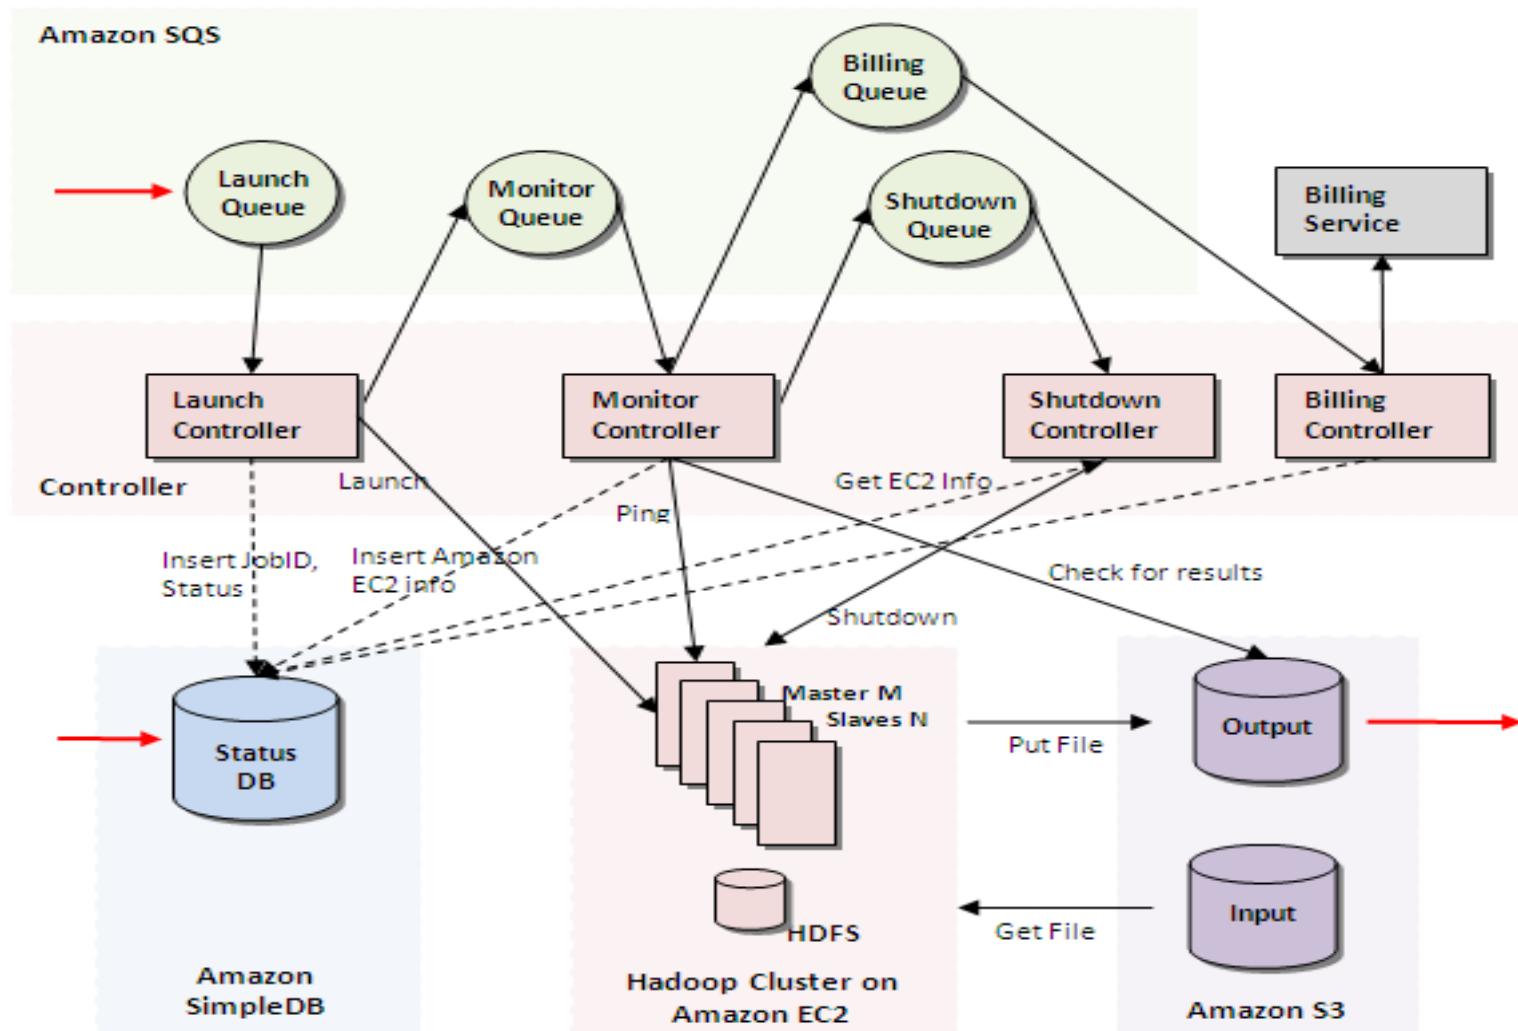 Amazon SQS
Billing
Queue
Launch
Queue
Monitor
Queue
Shutdown
Queue
Billing
Service
Launch
Controller
Monitor
Controller
Shutdown
Controller
Billing
Controller
Controller
Launch
Ping
Get EC2 Info
Insert JobID,
Status
Insert Amazon
EC2 info
Check for results
Shutdown
Master M
Slaves N
Status
DB
Put File
Output
HDFS
Get File
Input
Amazon
SimpleDB
Hadoop Cluster on
Amazon EC2
Amazon S3